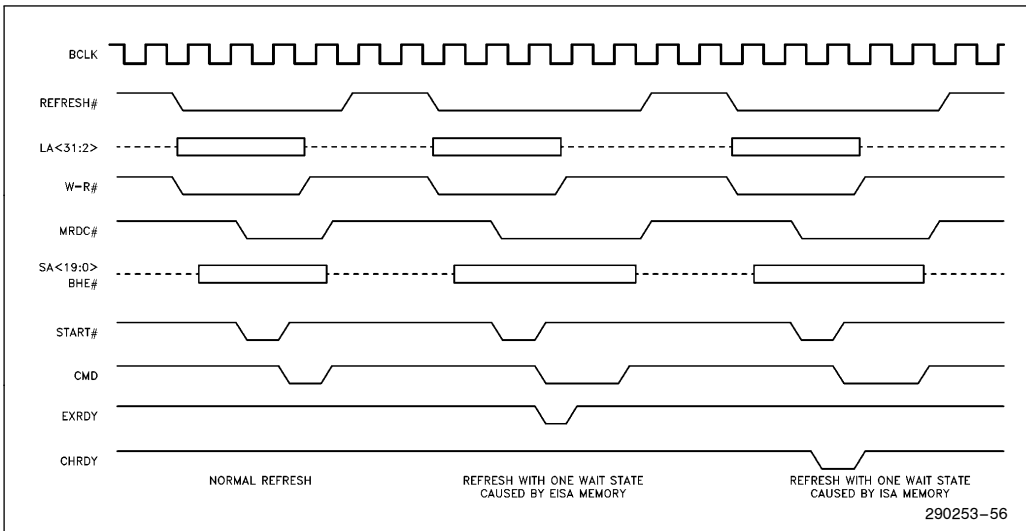 BCLK
REFRESH#
LA<31:2>
W-R#
MRDC#
SA<19:0>
BHE#
START#
CMD
EXRDY
CHRDY
NORMAL REFRESH
REFRESH WITH ONE WAIT STATE
CAUSED BY EISA MEMORY
REFRESH WITH ONE WAIT STATE
CAUSED BY ISA MEMORY
290253-56